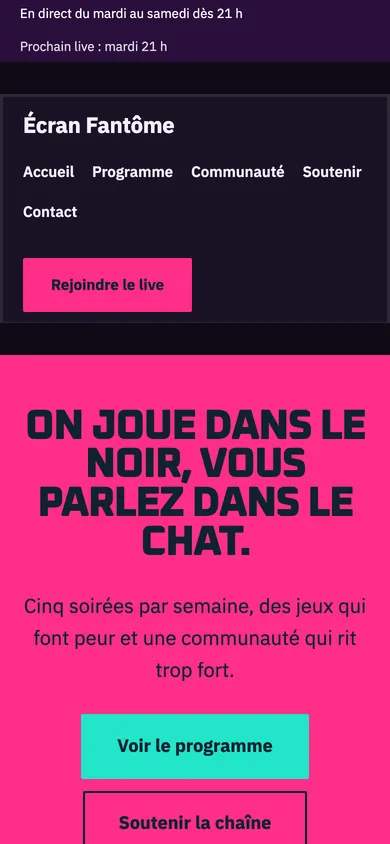 En direct du mardi au samedi dès 21 h
Prochain live : mardi 21 h
Écran Fantôme
Accueil Programme Communauté Soutenir
Contact
Rejoindre le live
ON JOUE DANS LE
NOIR, VOUS
PARLEZ DANS LE
CHAT.
Cinq soirées par semaine, des jeux qui
font peur et une communauté qui rit
trop fort.
Voir le programme
Soutenir la chaîne